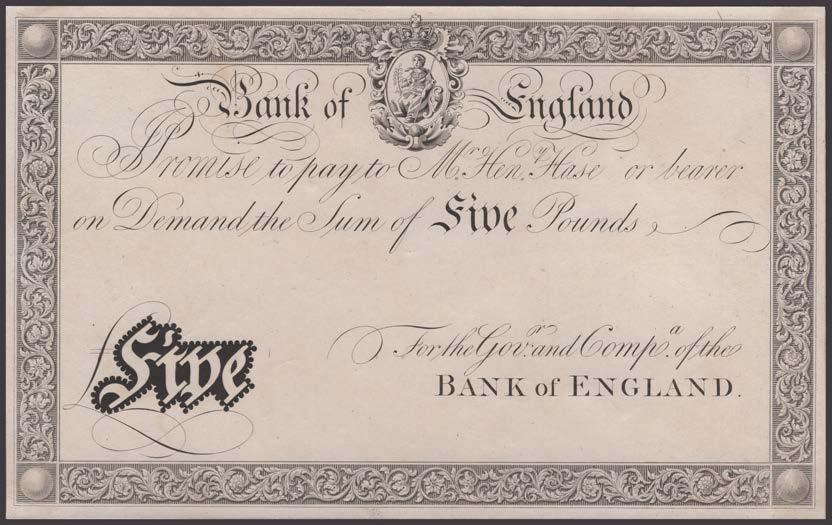 Bank of England
Promise to pay to Mr. Hen.y Hase or bearer
on Demand the Sum of Five Pounds
Five
For the Gov.r and Comp.a of the
BANK of ENGLAND.